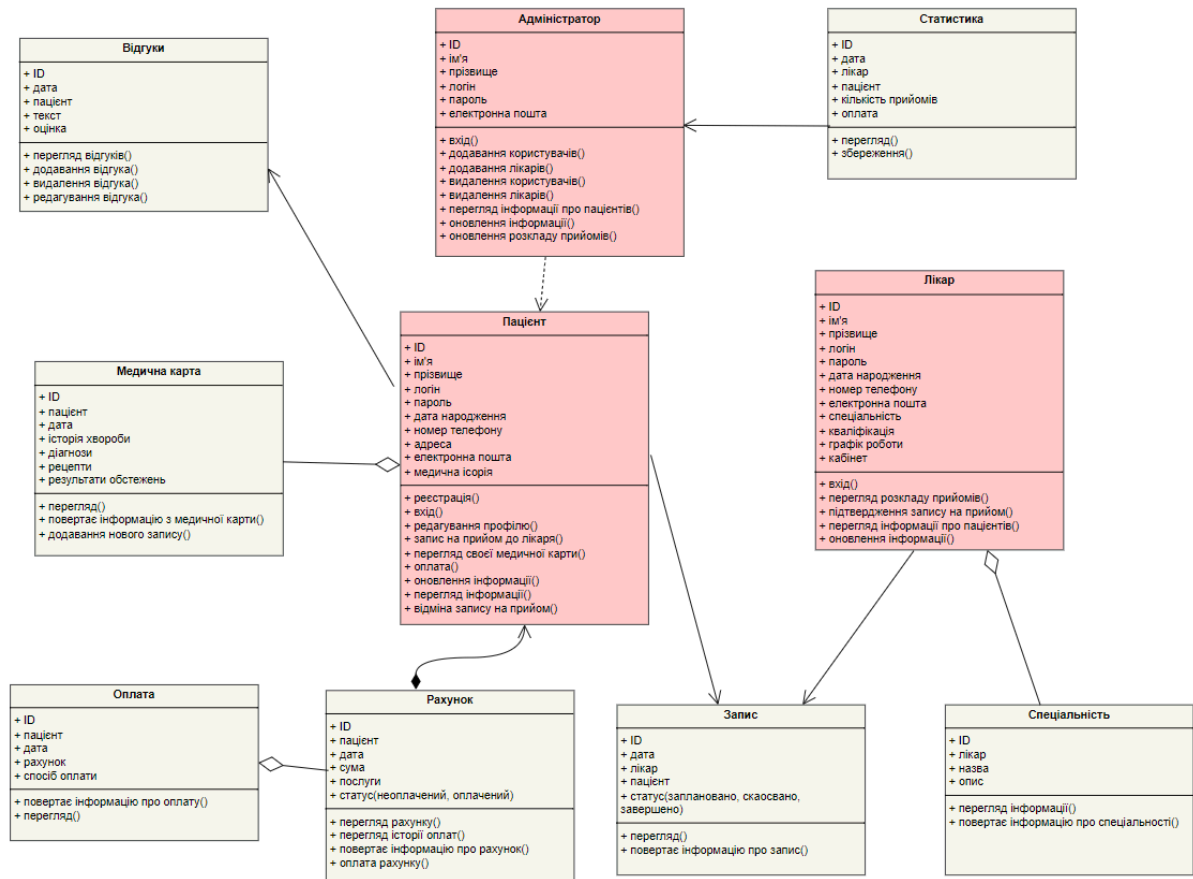 Відгуки
+ ID
+ дата
+ пацієнт
+ текст
+ оцінка
+ перегляд відгуків()
+ додавання відгука()
+ видалення відгука()
+ редагування відгука()
Адміністратор
+ ID
+ ім'я
+ прізвище
+ логін
+ пароль
+ електронна пошта
+ вхід()
+ додавання користувачів()
+ додавання лікарів()
+ видалення користувачів()
+ видалення лікарів()
+ перегляд інформації про пацієнтів()
+ оновлення інформації()
+ оновлення розкладу прийомів()
Статистика
+ ID
+ дата
+ лікар
+ пацієнт
+ кількість прийомів
+ оплата
+ перегляд()
+ збереження()
Медична карта
+ ID
+ пацієнт
+ дата
+ історія хвороби
+ діагнози
+ рецепти
+ результати обстежень
+ перегляд()
+ повертає інформацію з медичної карти()
+ додавання нового запису()
Пацієнт
+ ID
+ ім'я
+ прізвище
+ логін
+ пароль
+ дата народження
+ номер телефону
+ адреса
+ електронна пошта
+ медична ісорія
+ реєстрація()
+ вхід()
+ редагування профілю()
+ запис на прийом до лікаря()
+ перегляд своєї медичної карти()
+ оплата()
+ оновлення інформації()
+ перегляд інформації()
+ відміна запису на прийом()
Лікар
+ ID
+ ім'я
+ прізвище
+ логін
+ пароль
+ дата народження
+ номер телефону
+ електронна пошта
+ спеціальність
+ кваліфікація
+ графік роботи
+ кабінет
+ вхід()
+ перегляд розкладу прийомів()
+ підтвердження запису на прийом()
+ перегляд інформації про пацієнтів()
+ оновлення інформації()
Оплата
+ ID
+ пацієнт
+ дата
+ рахунок
+ спосіб оплати
+ повертає інформацію про оплату()
+ перегляд()
Рахунок
+ ID
+ пацієнт
+ дата
+ сума
+ послуги
+ статус(неоплачений, оплачений)
+ перегляд рахунку()
+ перегляд історії оплат()
+ повертає інформацію про рахунок()
+ оплата рахунку()
Запис
+ ID
+ дата
+ лікар
+ пацієнт
+ статус(заплановано, скаосвано,
завершено)
+ перегляд()
+ повертає інформацію про запис()
Спеціальність
+ ID
+ лікар
+ назва
+ опис
+ перегляд інформації()
+ повертає інформацію про спеціальності()